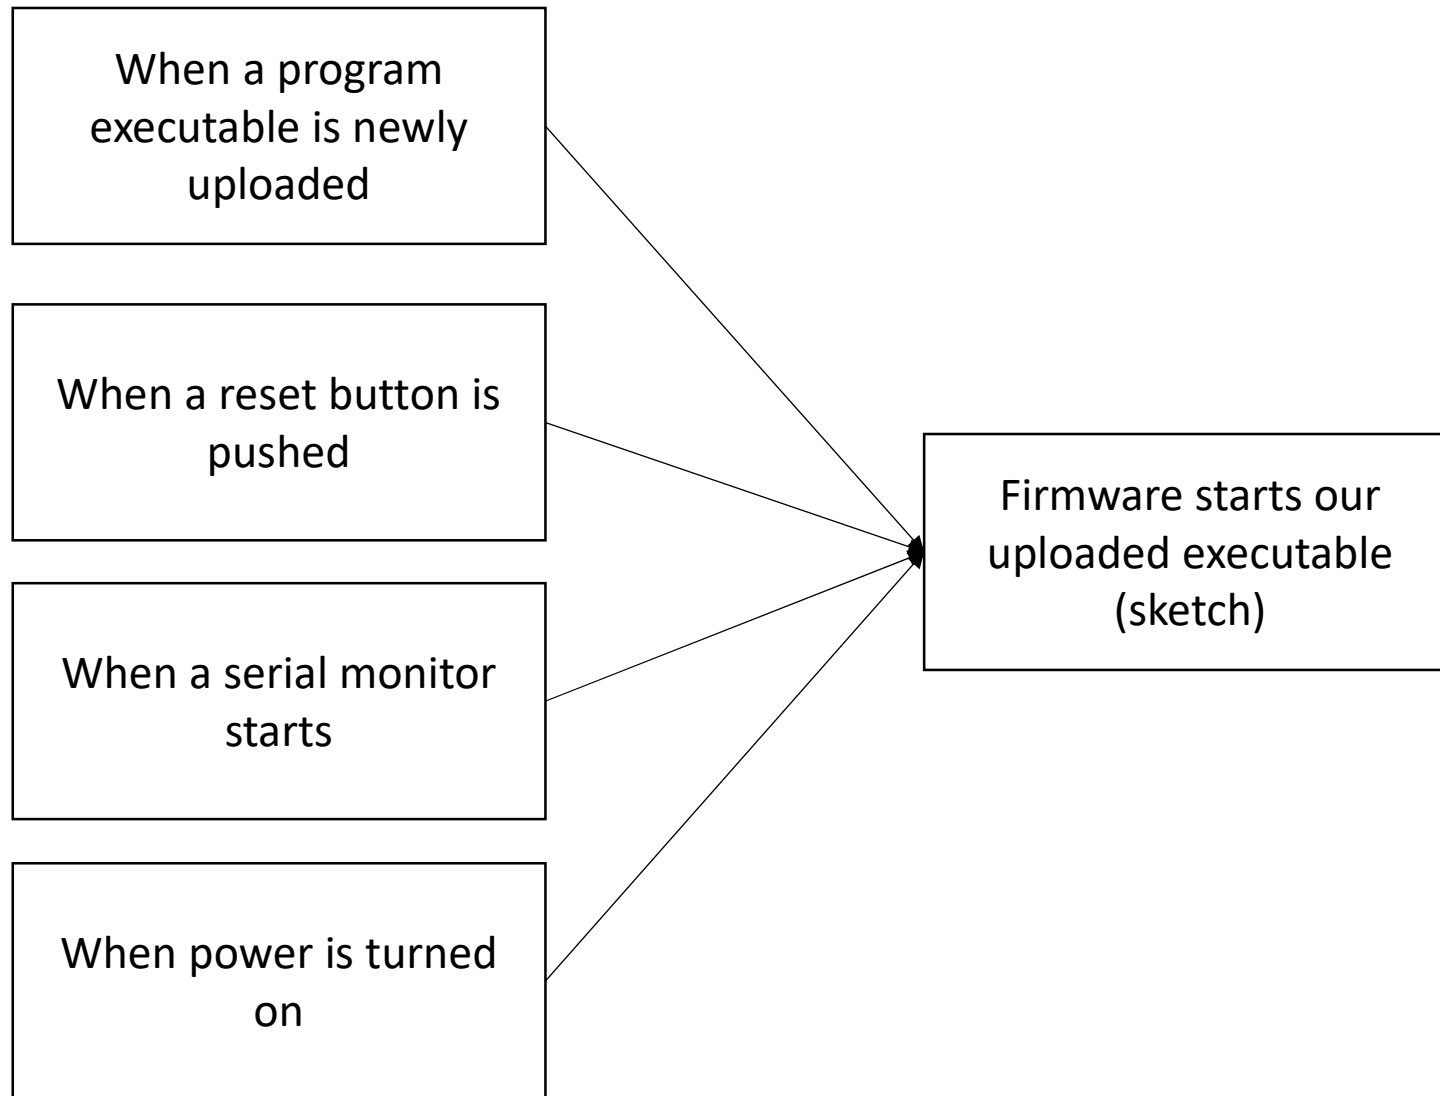 When a program
executable is newly
uploaded
When a reset button is
pushed
When a serial monitor
starts
When power is turned
on
Firmware starts our
uploaded executable
(sketch)